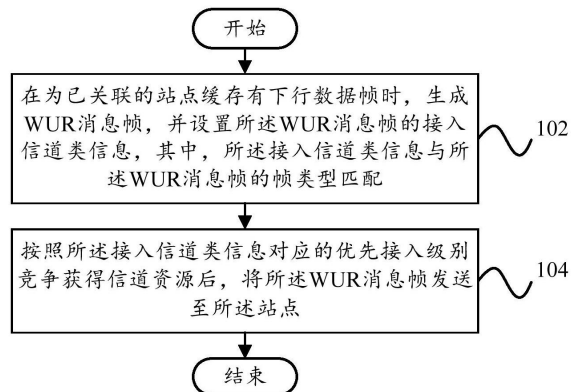 开始
在为已关联的站点缓存有下行数据帧时，生成
WUR消息帧，并设置所述WUR消息帧的接入
信道类信息，其中，所述接入信道类信息与所
述WUR消息帧的帧类型匹配
102
按照所述接入信道类信息对应的优先接入级别
竞争获得信道资源后，将所述WUR消息帧发送
至所述站点
104
结束